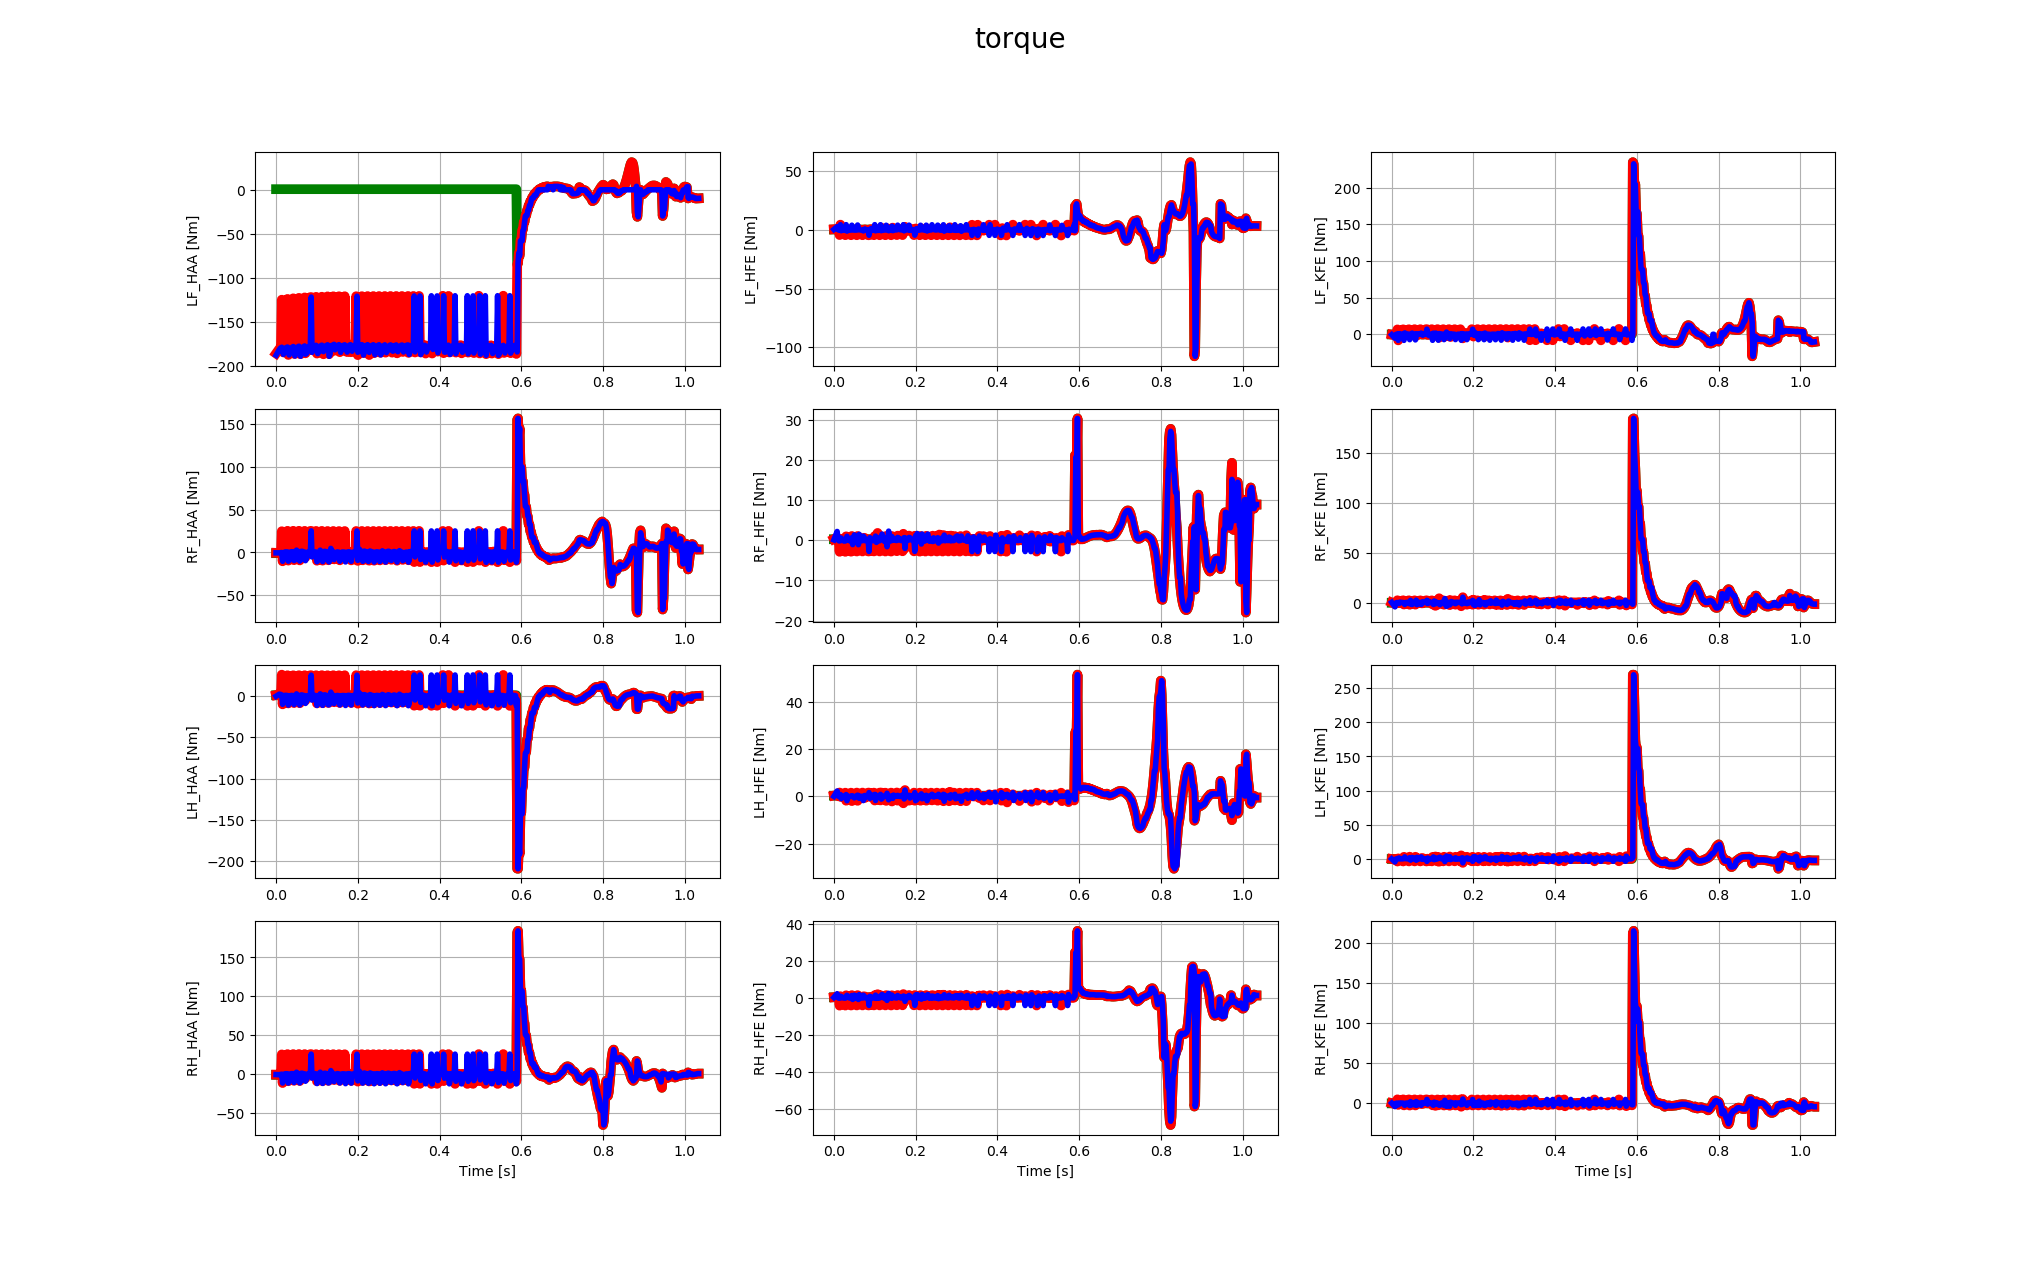 torque
LF_HAA [Nm]
0
−50
−100
−150
−200
0.0 0.2 0.4 0.6 0.8 1.0
LF_HFE [Nm]
50
0
−50
−100
0.0 0.2 0.4 0.6 0.8 1.0
LF_KFE [Nm]
200
150
100
50
0
0.0 0.2 0.4 0.6 0.8 1.0
RF_HAA [Nm]
150
100
50
0
−50
0.0 0.2 0.4 0.6 0.8 1.0
RF_HFE [Nm]
30
20
10
0
−10
−20
0.0 0.2 0.4 0.6 0.8 1.0
RF_KFE [Nm]
150
100
50
0
0.0 0.2 0.4 0.6 0.8 1.0
LH_HAA [Nm]
0
−50
−100
−150
−200
0.0 0.2 0.4 0.6 0.8 1.0
LH_HFE [Nm]
40
20
0
−20
0.0 0.2 0.4 0.6 0.8 1.0
LH_KFE [Nm]
250
200
150
100
50
0
0.0 0.2 0.4 0.6 0.8 1.0
RH_HAA [Nm]
150
100
50
0
−50
0.0 0.2 0.4 0.6 0.8 1.0
Time [s]
RH_HFE [Nm]
40
20
0
−20
−40
−60
0.0 0.2 0.4 0.6 0.8 1.0
Time [s]
RH_KFE [Nm]
200
150
100
50
0
0.0 0.2 0.4 0.6 0.8 1.0
Time [s]